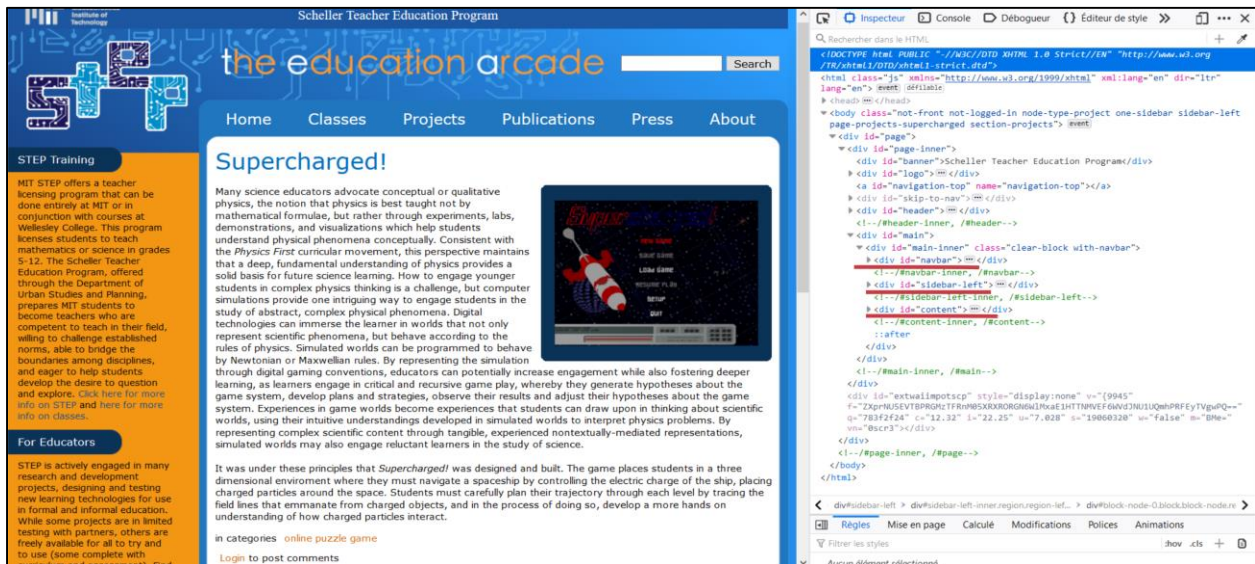 Institute of
Technology
Scheller Teacher Education Program
the education arcade
Search
Home Classes Projects Publications Press About
STEP Training
MIT STEP offers a teacher
licensing program that can be
done entirely at MIT or in
conjunction with courses at
Wellesley College. This program
licenses students to teach
mathematics or science in grades
5-12. The Scheller Teacher
Education Program, offered
through the Department of
Urban Studies and Planning,
prepares MIT students to
become teachers who are
competent to teach in their field,
willing to challenge established
norms, able to bridge the
boundaries among disciplines,
and eager to help students
develop the desire to question
and explore. Click here for more
info on STEP and here for more
info on classes.
For Educators
STEP is actively engaged in many
research and development
projects, designing and testing
new learning technologies for use
in formal and informal education.
While some projects are in limited
testing with partners, others are
freely available for all to try and
to use (some complete with
Supercharged!
Many science educators advocate conceptual or qualitative
physics, the notion that physics is best taught not by
mathematical formulae, but rather through experiments, labs,
demonstrations, and visualizations which help students
understand physical phenomena conceptually. Consistent with
the Physics First curricular movement, this perspective maintains
that a deep, fundamental understanding of physics provides a
solid basis for future science learning. How to engage younger
students in complex physics thinking is a challenge, but computer
simulations provide one intriguing way to engage students in the
study of abstract, complex physical phenomena. Digital
technologies can immerse the learner in worlds that not only
represent scientific phenomena, but behave according to the
rules of physics. Simulated worlds can be programmed to behave
by Newtonian or Maxwellian rules. By representing the simulation
through digital gaming conventions, educators can potentially increase engagement while also fostering deeper
learning, as learners engage in critical and recursive game play, whereby they generate hypotheses about the
game system, develop plans and strategies, observe their results and adjust their hypotheses about the game
system. Experiences in game worlds become experiences that students can draw upon in thinking about scientific
worlds, using their intuitive understandings developed in simulated worlds to interpret physics problems. By
representing complex scientific content through tangible, experienced nontextually-mediated representations,
simulated worlds may also engage reluctant learners in the study of science.
NEW GAME
SAVE GAME
LOAD GAME
RESUME PLAY
SETUP
QUIT
It was under these principles that Supercharged! was designed and built. The game places students in a three
dimensional enviroment where they must navigate a spaceship by controlling the electric charge of the ship, placing
charged particles around the space. Students must carefully plan their trajectory through each level by tracing the
field lines that emmanate from charged objects, and in the process of doing so, develop a more hands on
understanding of how charged particles interact.
in categories online puzzle game
Login to post comments
Inspecteur Console Débogueur {} Éditeur de style
Rechercher dans le HTML
<!DOCTYPE html PUBLIC "-//W3C//DTD XHTML 1.0 Strict//EN" "http://www.w3.org
/TR/xhtml1/DTD/xhtml1-strict.dtd">
<html class="js" xmlns="http://www.w3.org/1999/xhtml" xml:lang="en" dir="ltr"
lang="en"> event défilable
<head> ••• </head>
<body class="not-front not-logged-in node-type-project one-sidebar sidebar-left
page-projects-supercharged section-projects"> event
<div id="page">
<div id="page-inner">
<div id="banner">Scheller Teacher Education Program</div>
<div id="logo"> ••• </div>
<a id="navigation-top" name="navigation-top"></a>
<div id="skip-to-nav"> ••• </div>
<div id="header"> ••• </div>
<!--/#header-inner, /#header-->
<div id="main">
<div id="main-inner" class="clear-block with-navbar">
<div id="navbar"> ••• </div>
<!--/#navbar-inner, /#navbar-->
<div id="sidebar-left"> ••• </div>
<!--/#sidebar-left-inner, /#sidebar-left-->
<div id="content"> ••• </div>
<!--/#content-inner, /#content-->
::after
</div>
</div>
<!--/#main-inner, /#main-->
</div>
<div id="extwaiimpotscp" style="display:none" v="{9945"
q="783f2f24" c="12.32" i="22.25" u="7.028" s="19060320" w="false" m="BMe="
vn="0scr3"></div>
</div>
<!--/#page-inner, /#page-->
</body>
</html>
div#sidebar-left > div#sidebar-left-inner.region.region-lef... > div#block-node-0.block.block-node.re
Règles Mise en page Calculé Modifications Polices Animations
Filtrer les styles :hov .cls +
Aucun élément sélectionné